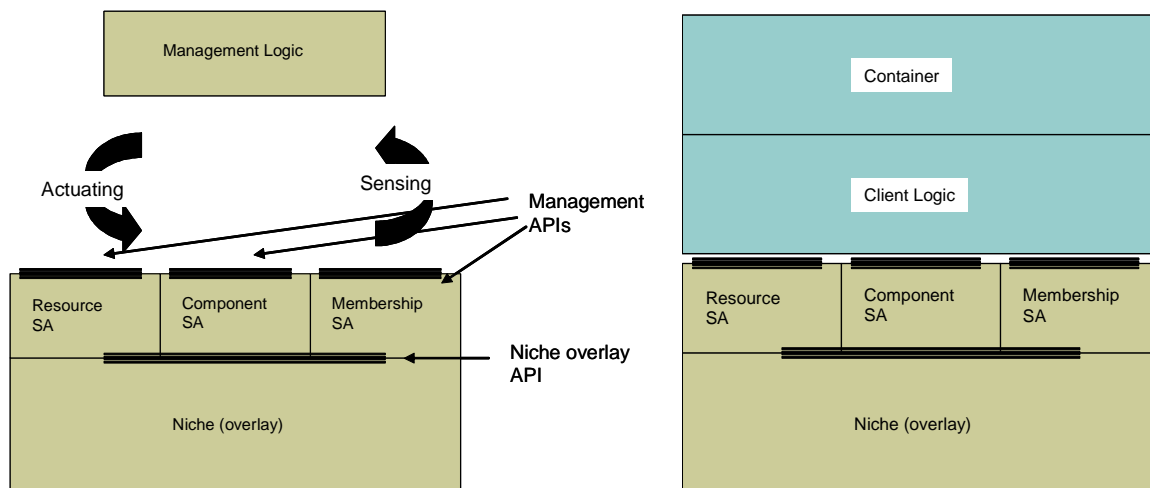 Management Logic
Actuating
Sensing
Management
APIs
Resource
SA
Component
SA
Membership
SA
Niche overlay
API
Niche (overlay)
Container
Client Logic
Resource
SA
Component
SA
Membership
SA
Niche (overlay)